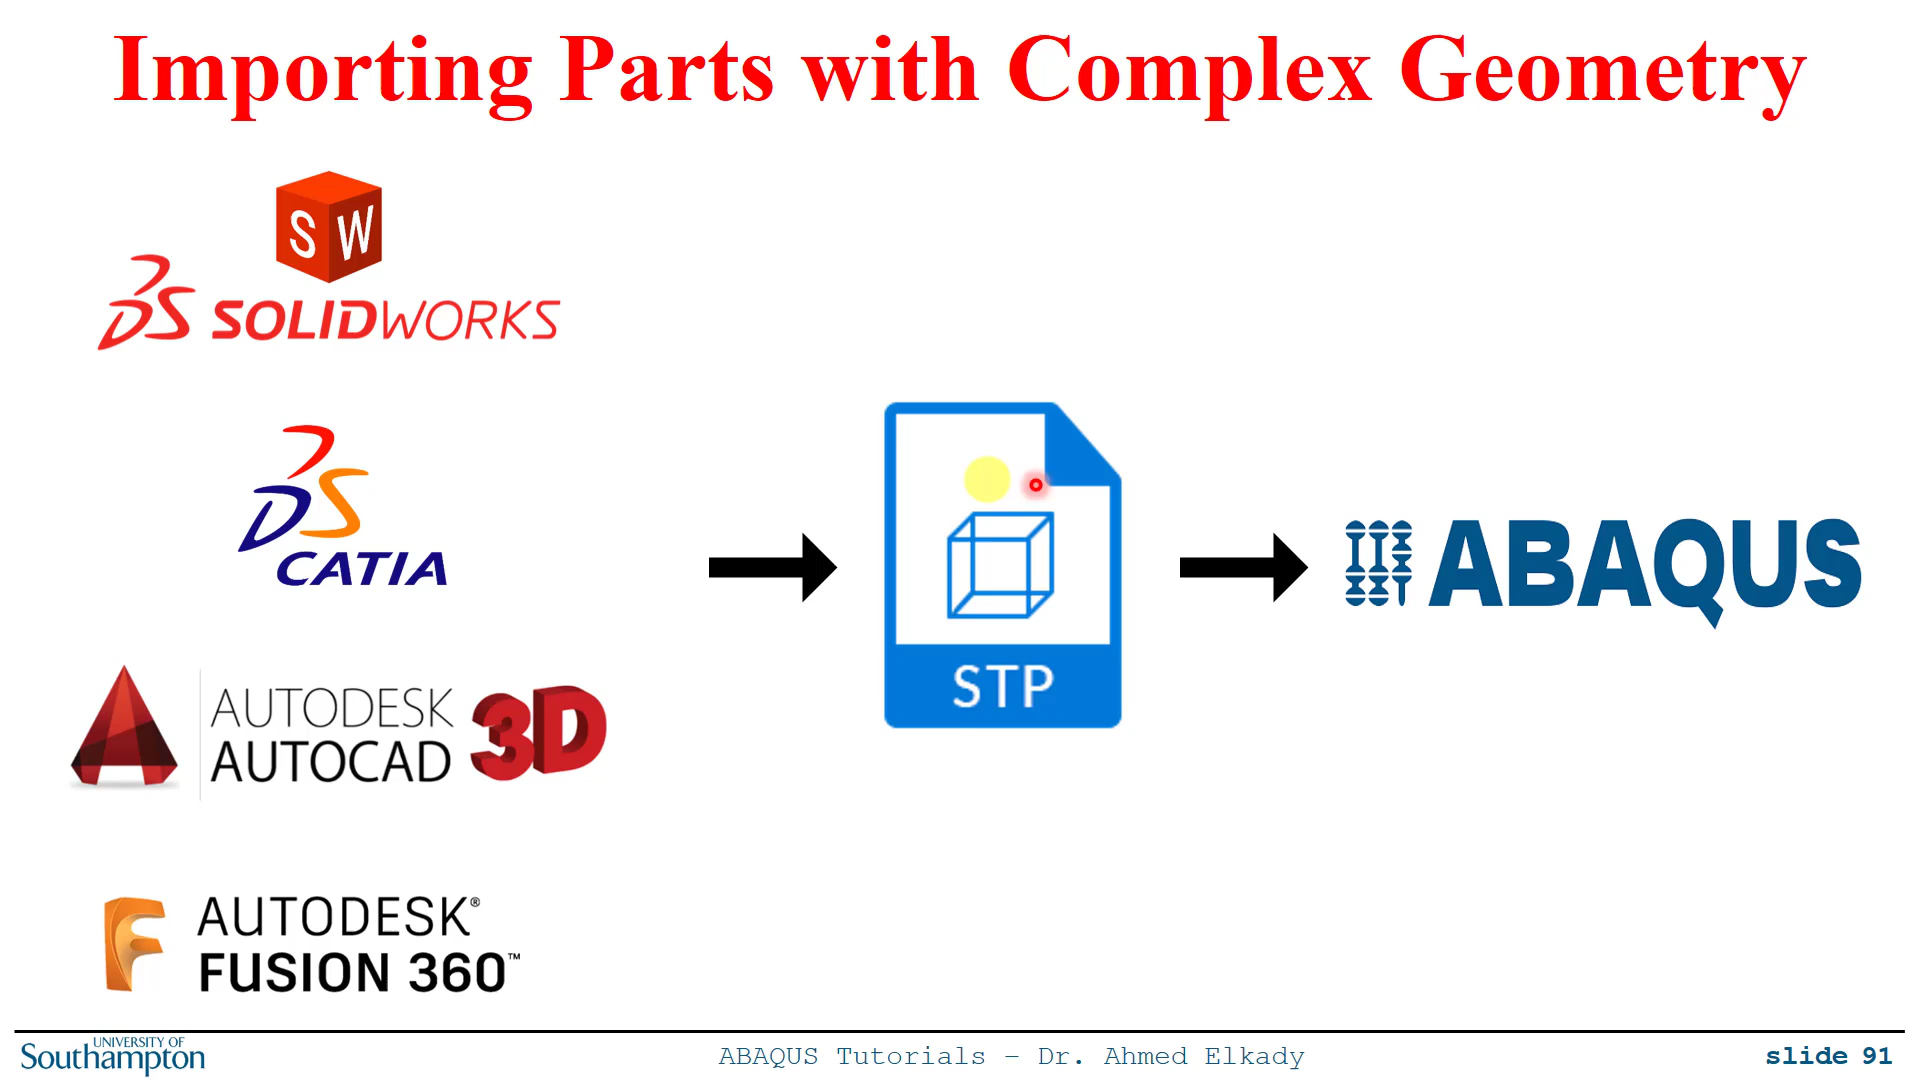 Importing Parts with Complex Geometry
S W
SOLIDWORKS
CATIA
AUTODESK
AUTOCAD 3D
AUTODESK®
FUSION 360™
STP
ABAQUS
UNIVERSITY OF
Southampton
ABAQUS Tutorials – Dr. Ahmed Elkady
slide 91